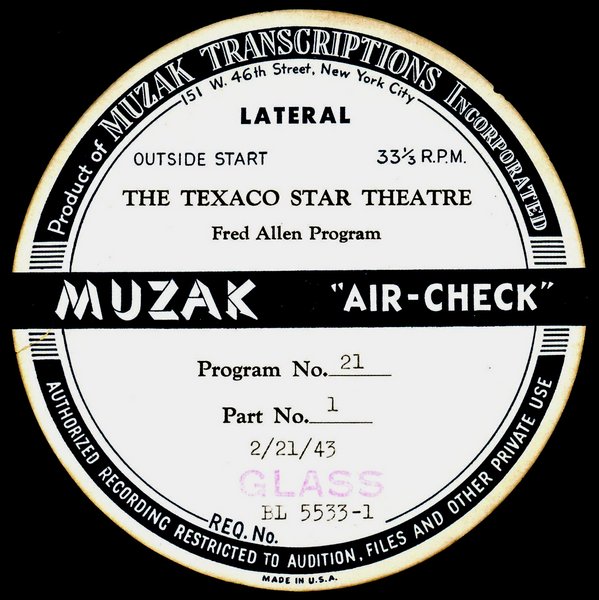 Product of MUZAK TRANSCRIPTIONS INCORPORATED
151 W. 46th Street, New York City
LATERAL
OUTSIDE START 33⅓ R.P.M.
THE TEXACO STAR THEATRE
Fred Allen Program
MUZAK "AIR-CHECK"
Program No. 21
Part No. 1
2/21/43
GLASS
BL 5533-1
REQ. No.
AUTHORIZED RECORDING RESTRICTED TO AUDITION, FILES AND OTHER PRIVATE USE
MADE IN U.S.A.